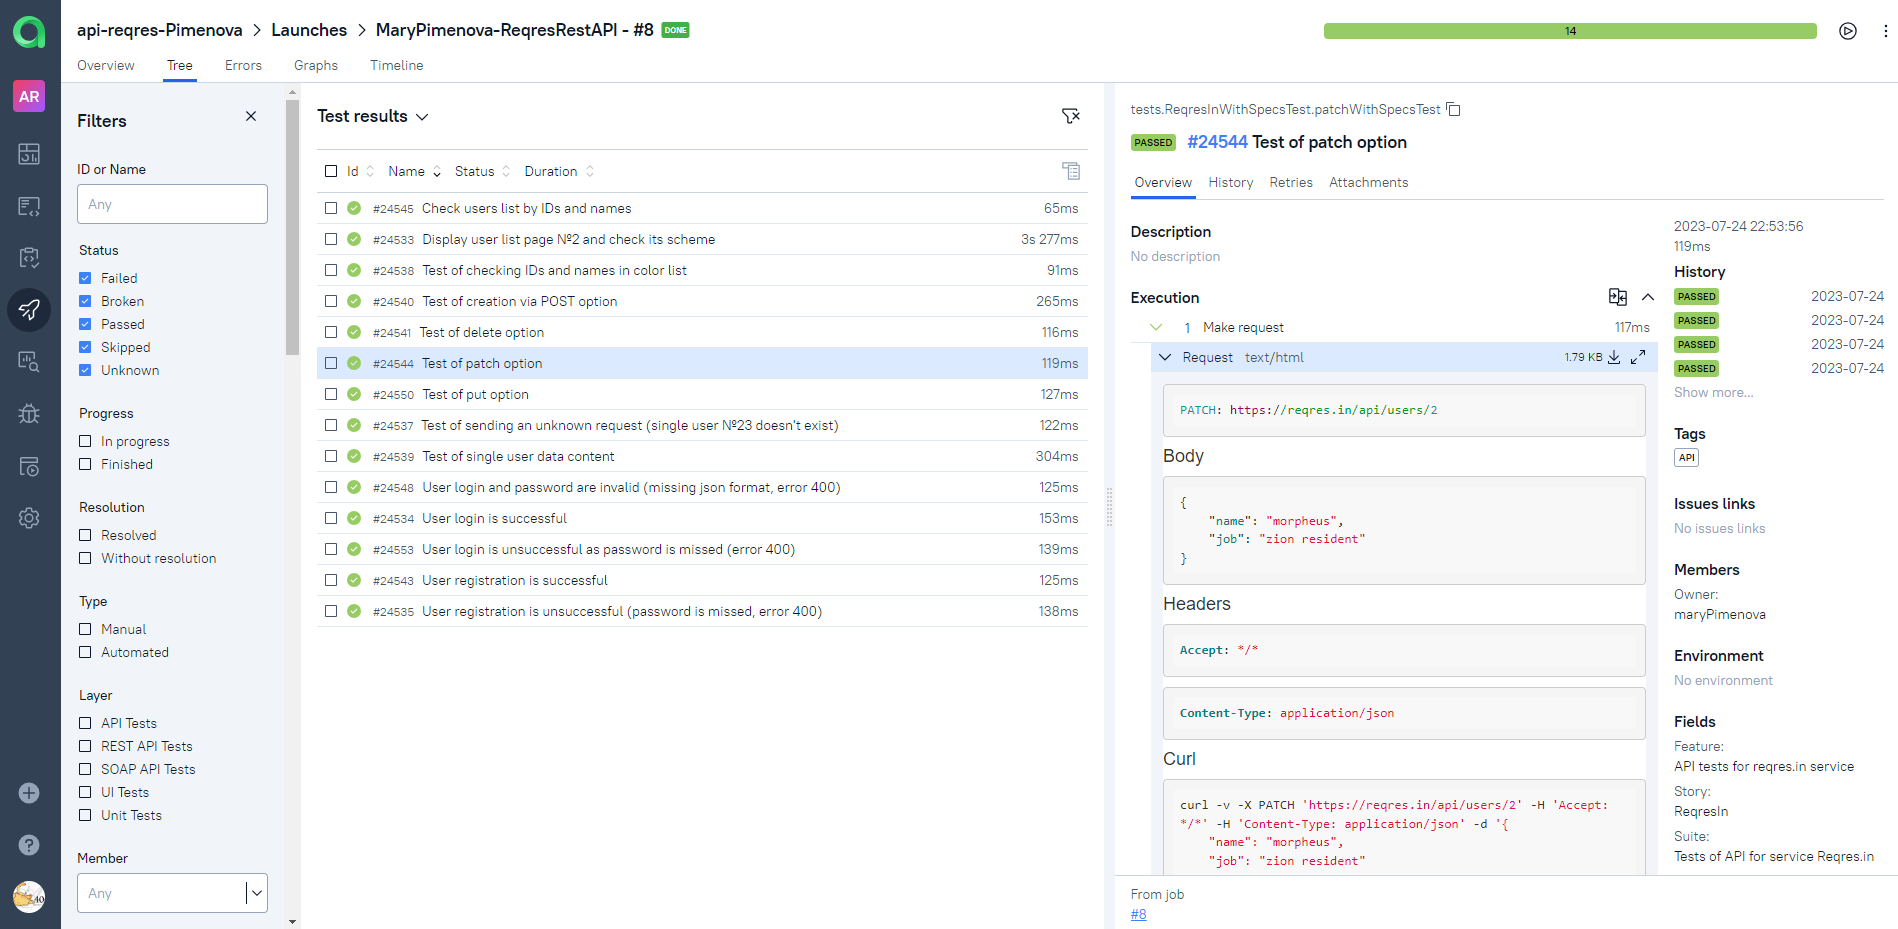 api-reqres-Pimenova > Launches > MaryPimenova-ReqresRestAPI - #8 DONE
14
Overview Tree Errors Graphs Timeline
AR
Filters
ID or Name
Any
Status
Failed
Broken
Passed
Skipped
Unknown
Progress
In progress
Finished
Resolution
Resolved
Without resolution
Type
Manual
Automated
Layer
API Tests
REST API Tests
SOAP API Tests
UI Tests
Unit Tests
Member
Any
Test results
Id Name Status Duration
#24545 Check users list by IDs and names 65ms
#24533 Display user list page №2 and check its scheme 3s 277ms
#24538 Test of checking IDs and names in color list 91ms
#24540 Test of creation via POST option 265ms
#24541 Test of delete option 116ms
#24544 Test of patch option 119ms
#24550 Test of put option 127ms
#24537 Test of sending an unknown request (single user №23 doesn't exist) 122ms
#24539 Test of single user data content 304ms
#24548 User login and password are invalid (missing json format, error 400) 125ms
#24534 User login is successful 153ms
#24553 User login is unsuccessful as password is missed (error 400) 139ms
#24543 User registration is successful 125ms
#24535 User registration is unsuccessful (password is missed, error 400) 138ms
tests.ReqresInWithSpecsTest.patchWithSpecsTest
PASSED #24544 Test of patch option
Overview History Retries Attachments
Description
No description
Execution
1 Make request 117ms
Request text/html 1.79 KB
PATCH: https://reqres.in/api/users/2
Body
{
"name": "morpheus",
"job": "zion resident"
}
Headers
Accept: */*
Content-Type: application/json
Curl
curl -v -X PATCH 'https://reqres.in/api/users/2' -H 'Accept:
*/*' -H 'Content-Type: application/json' -d '{
"name": "morpheus",
"job": "zion resident"
From job
#8
2023-07-24 22:53:56
119ms
History
PASSED 2023-07-24
PASSED 2023-07-24
PASSED 2023-07-24
PASSED 2023-07-24
Show more...
Tags
API
Issues links
No issues links
Members
Owner:
maryPimenova
Environment
No environment
Fields
Feature:
API tests for reqres.in service
Story:
ReqresIn
Suite:
Tests of API for service Reqres.in